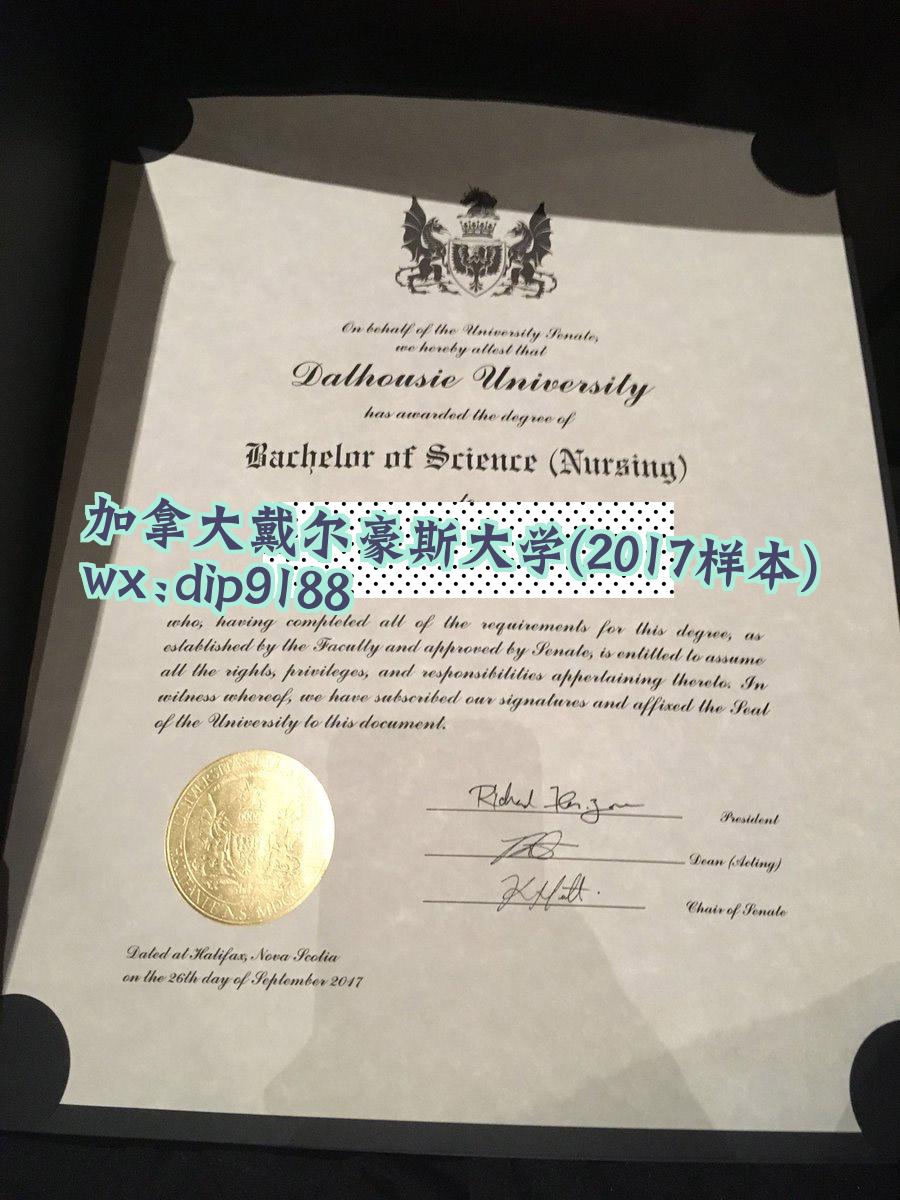 On behalf of the University Senate,
we hereby attest that
Dalhousie University
has awarded the degree of
Bachelor of Science (Nursing)
加拿大戴尔豪斯大学(2017样本)
wx:dip9188
who, having completed all of the requirements for this degree, as
established by the Faculty and approved by Senate, is entitled to assume
all the rights, privileges, and responsibilities appertaining thereto. In
witness whereof, we have subscribed our signatures and affixed the Seal
of the University to this document.
President
Dean (Acting)
Chair of Senate
Dated at Halifax, Nova Scotia
on the 26th day of September 2017